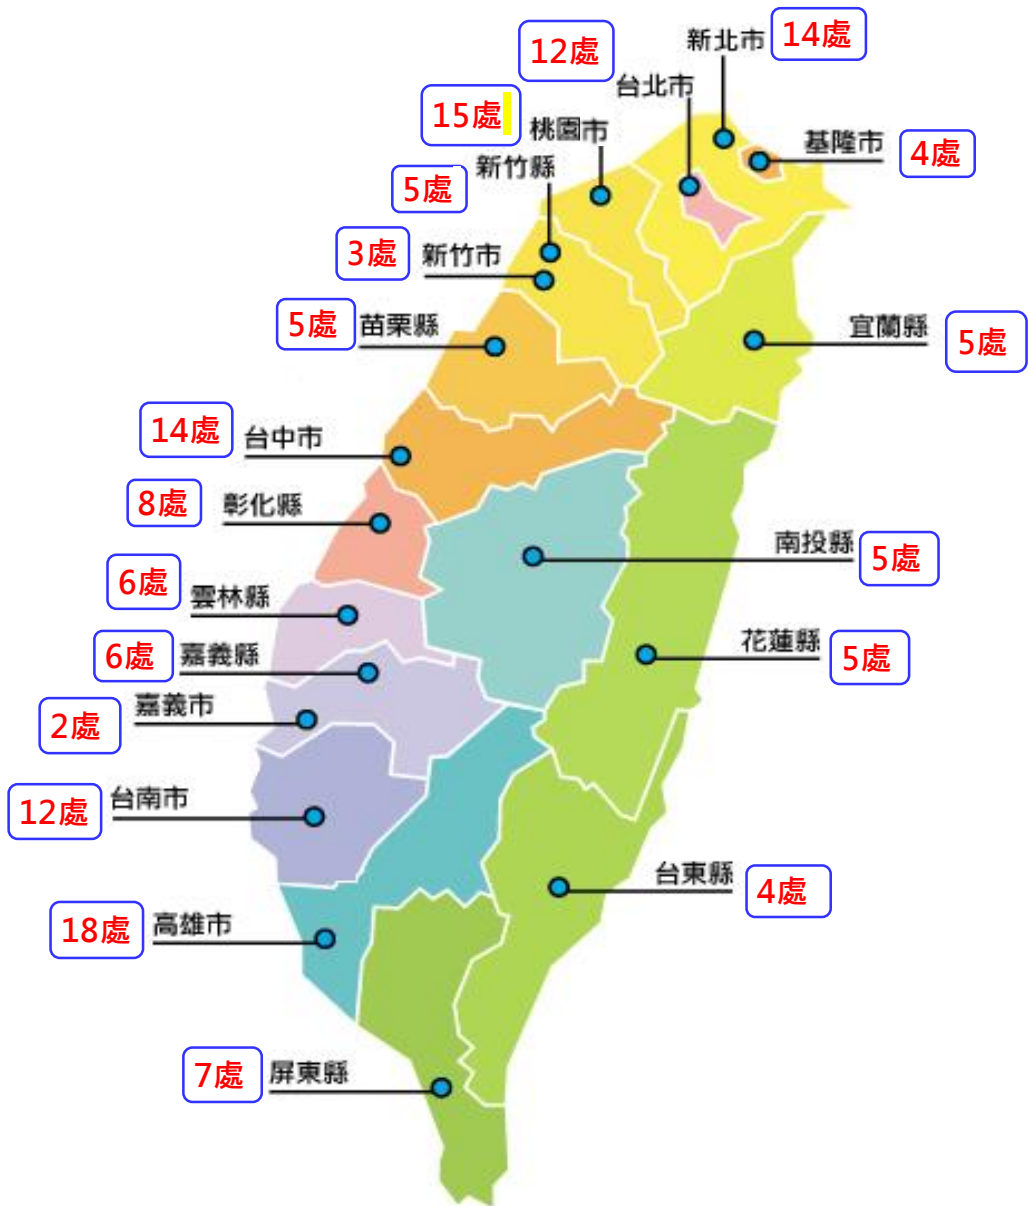 新北市 14處
12處
台北市
15處
桃園市
基隆市 4處
新竹縣
5處
3處 新竹市
5處 苗栗縣
宜蘭縣 5處
14處 台中市
8處 彰化縣
南投縣 5處
6處 雲林縣
花蓮縣 5處
6處 嘉義縣
2處 嘉義市
12處 台南市
台東縣 4處
18處 高雄市
7處 屏東縣